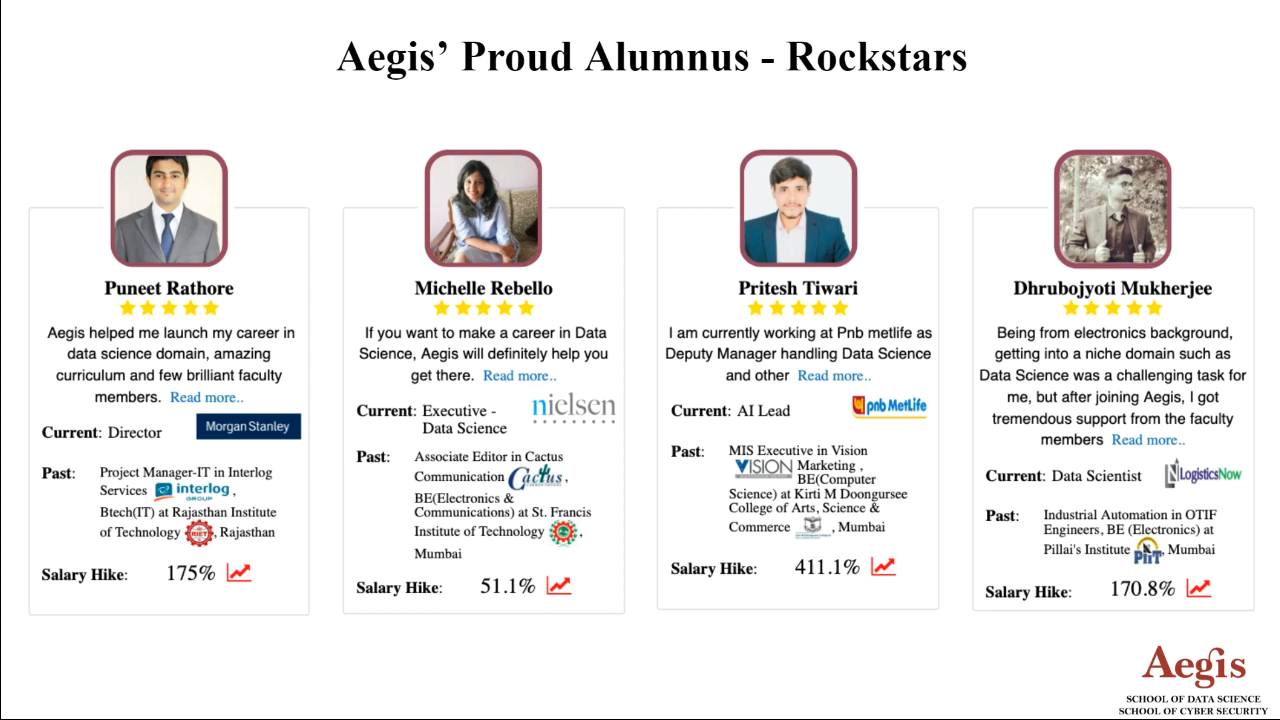 Aegis’ Proud Alumnus - Rockstars
Puneet Rathore
Aegis helped me launch my career in
data science domain, amazing
curriculum and few brilliant faculty
members. Read more..
Current: Director Morgan Stanley
Past: Project Manager-IT in Interlog
Services interlog GROUP ,
Btech(IT) at Rajasthan Institute
of Technology RIET , Rajasthan
Salary Hike: 175%
Michelle Rebello
If you want to make a career in Data
Science, Aegis will definitely help you
get there. Read more..
Current: Executive - nielsen
Data Science
Past: Associate Editor in Cactus
Communication Cactus ,
BE(Electronics &
Communications) at St. Francis
Institute of Technology ,
Mumbai
Salary Hike: 51.1%
Pritesh Tiwari
I am currently working at Pnb metlife as
Deputy Manager handling Data Science
and other Read more..
Current: AI Lead pnb MetLife
Past: MIS Executive in Vision
VISION Marketing ,
BE(Computer
Science) at Kirti M Doongursee
College of Arts, Science &
Commerce , Mumbai
Salary Hike: 411.1%
Dhrubojyoti Mukherjee
Being from electronics background,
getting into a niche domain such as
Data Science was a challenging task for
me, but after joining Aegis, I got
tremendous support from the faculty
members Read more..
Current: Data Scientist LogisticsNow
Past: Industrial Automation in OTIF
Engineers, BE (Electronics) at
Pillai's Institute PiiT , Mumbai
Salary Hike: 170.8%
Aegis
SCHOOL OF DATA SCIENCE
SCHOOL OF CYBER SECURITY